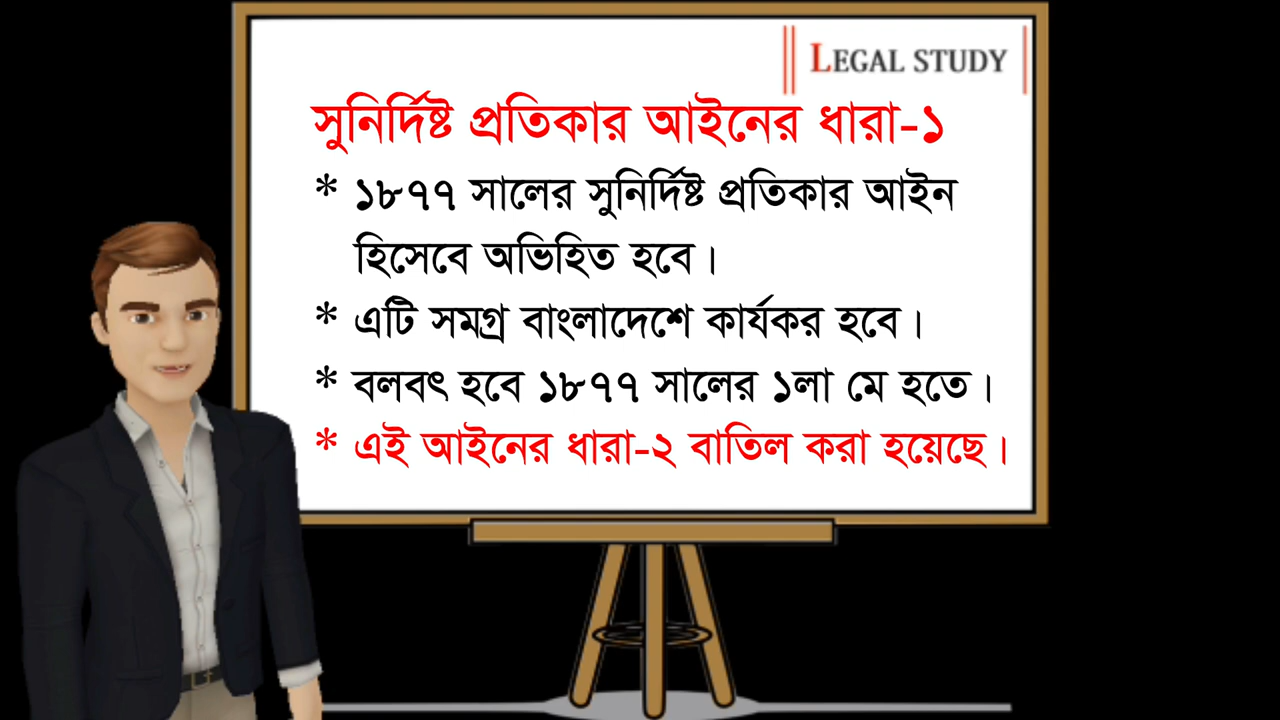 LEGAL STUDY
সুনির্দিষ্ট প্রতিকার আইনের ধারা-১
* ১৮৭৭ সালের সুনির্দিষ্ট প্রতিকার আইন
হিসেবে অভিহিত হবে।
* এটি সমগ্র বাংলাদেশে কার্যকর হবে।
* বলবৎ হবে ১৮৭৭ সালের ১লা মে হতে।
* এই আইনের ধারা-২ বাতিল করা হয়েছে।